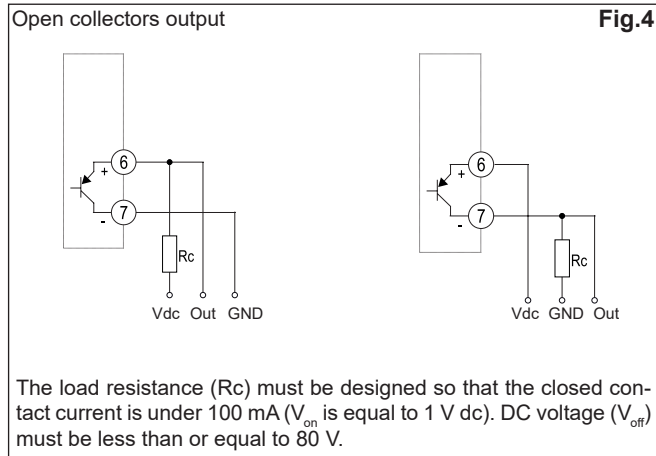 Open collectors output Fig.4
+ 6 + 6
- 7 - 7
Rc Rc
Vdc Out GND Vdc GND Out
The load resistance (Rc) must be designed so that the closed con-
tact current is under 100 mA (Von is equal to 1 V dc). DC voltage (Voff)
must be less than or equal to 80 V.